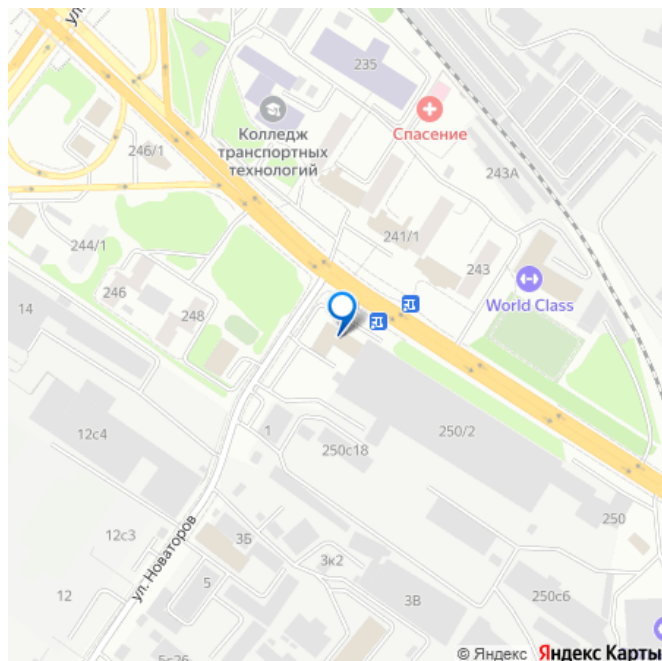 ул.
235
Колледж
транспортных
технологий
Спасение
246/1
243А
244/1
241/1
246
243
World Class
248
14
12с4
1
250с18
250/2
250
12с3
ул. Новаторов
3Б
3к2
5
12
3В
250с6
5с26
© Яндекс
Яндекс Карты